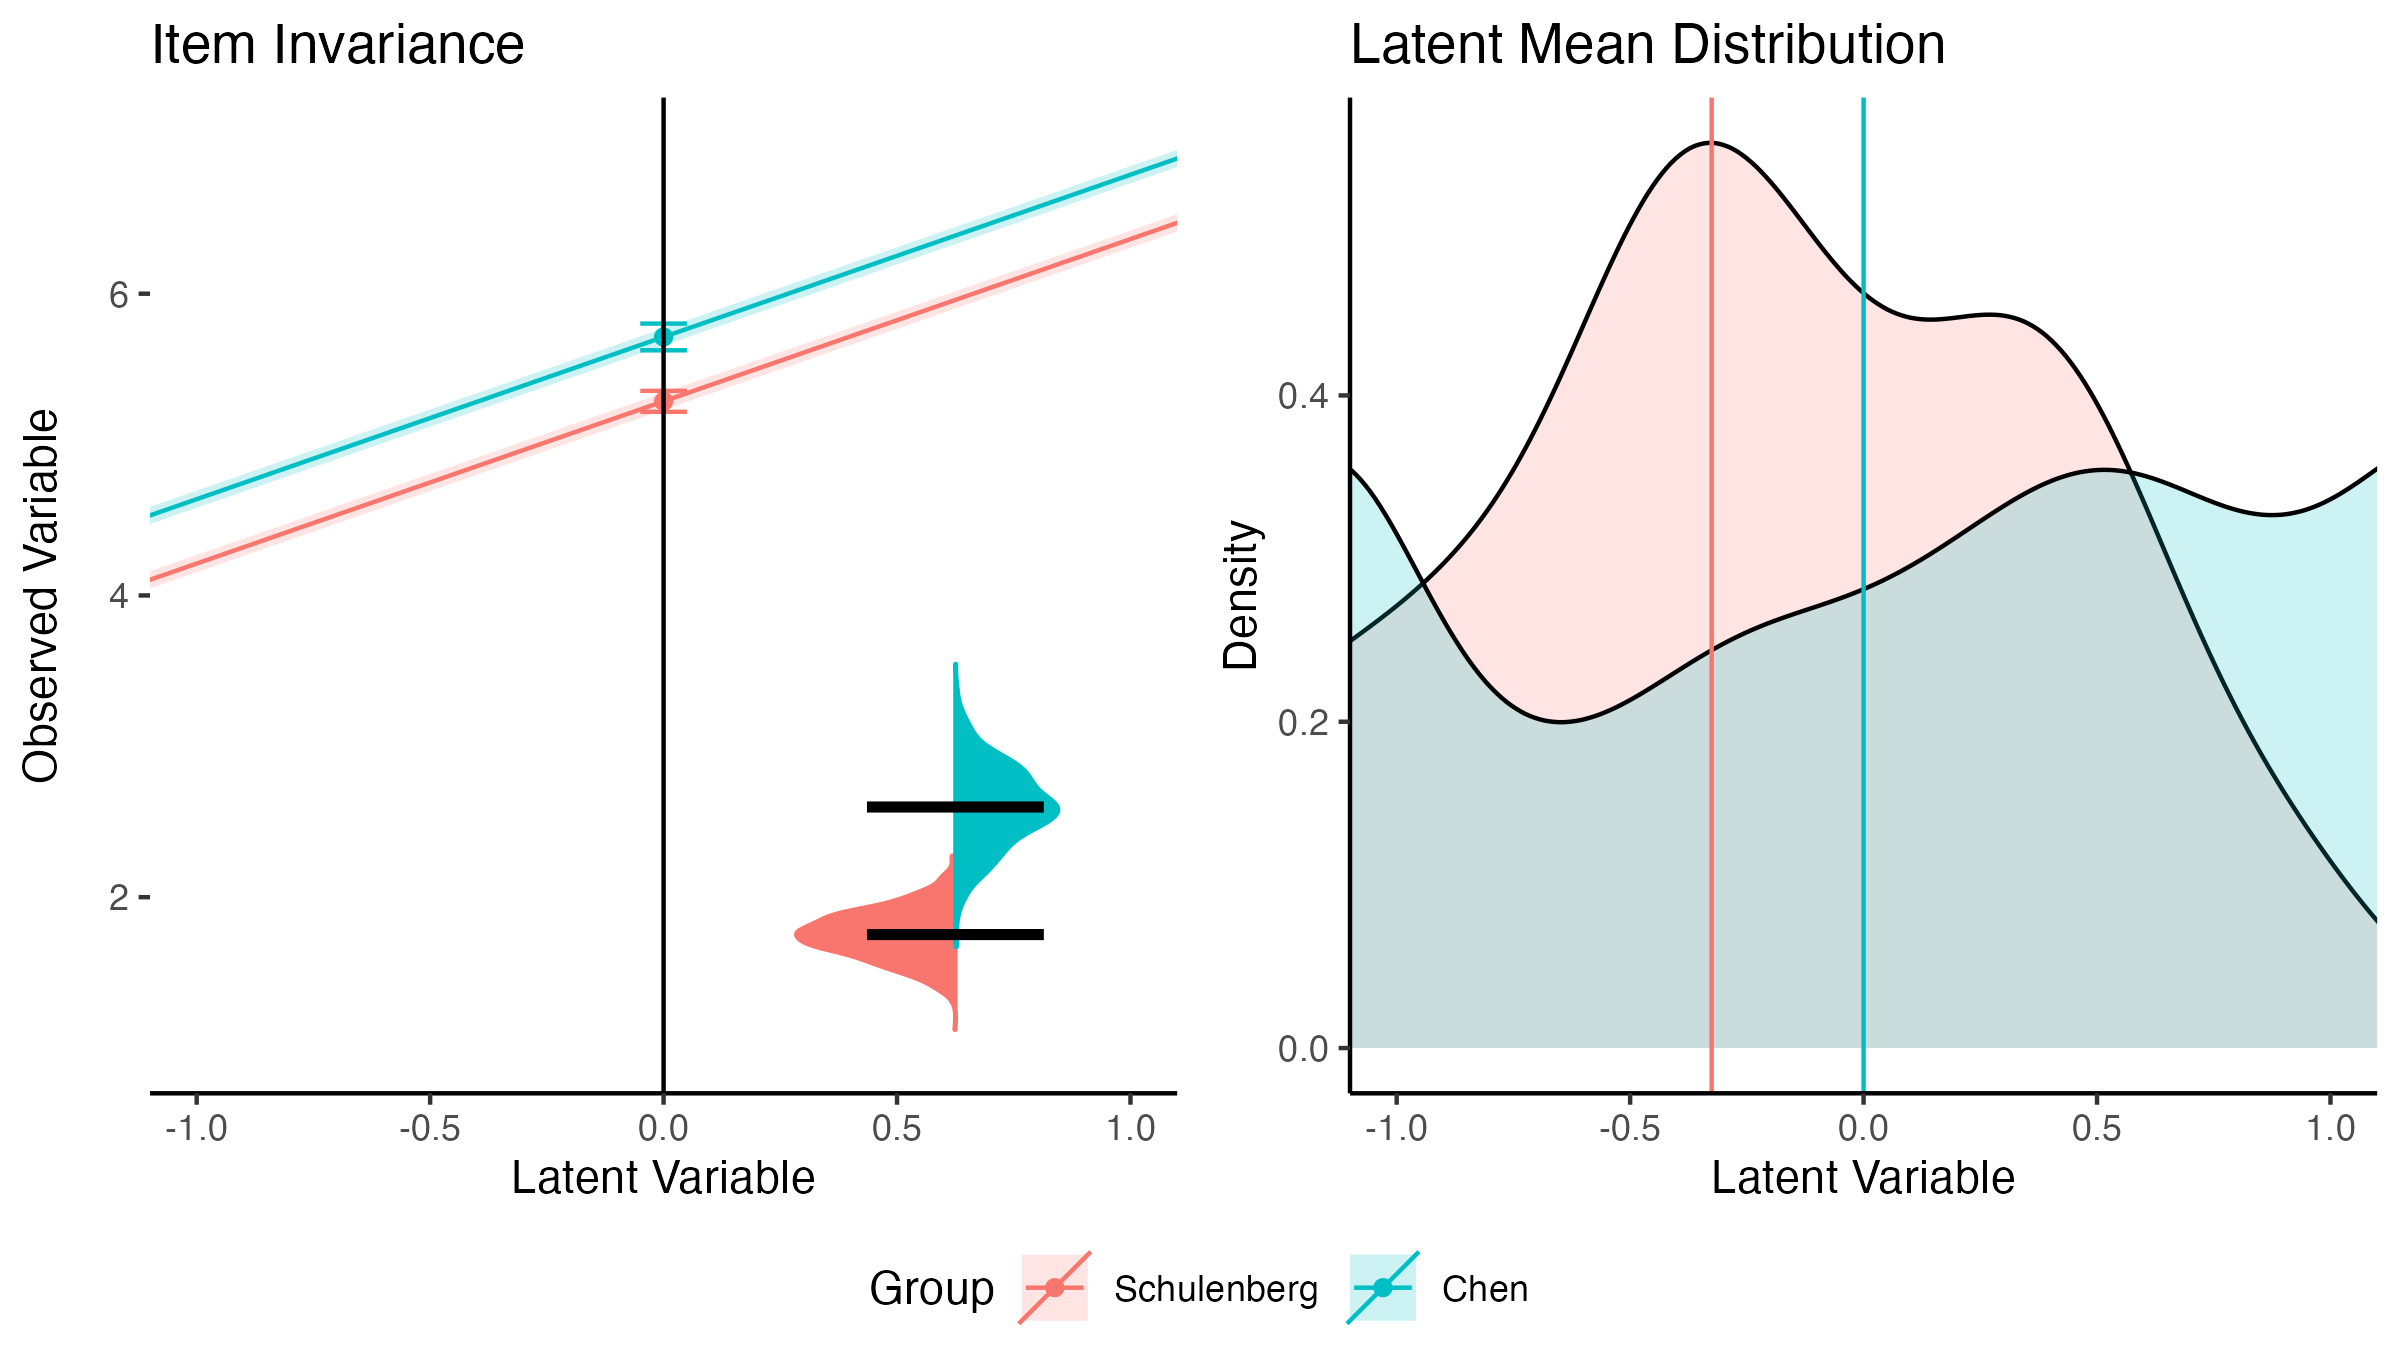 Item Invariance
Observed Variable
6
4
2
-1.0 -0.5 0.0 0.5 1.0
Latent Variable
Latent Mean Distribution
Density
0.4
0.2
0.0
-1.0 -0.5 0.0 0.5 1.0
Latent Variable
Group Schulenberg Chen